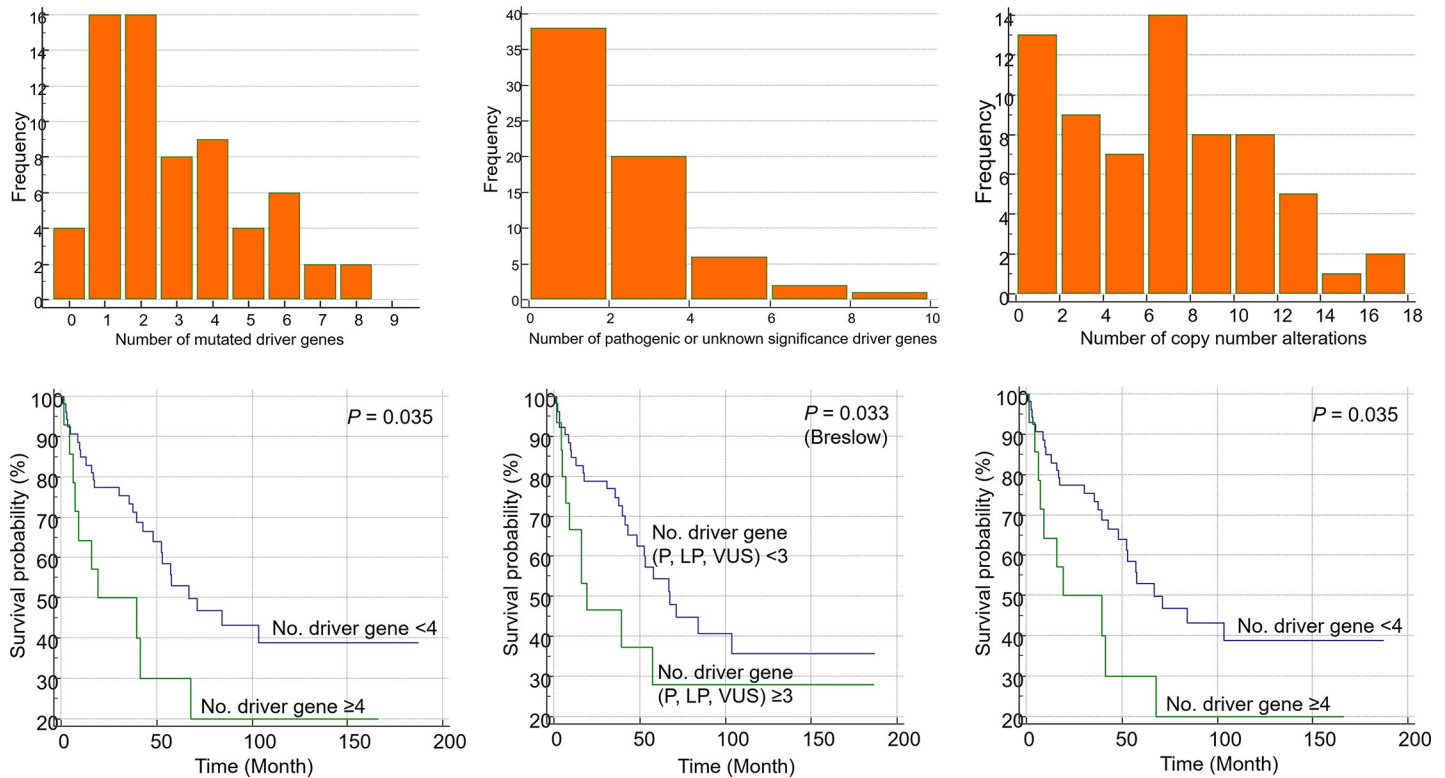 16
14
12
10
8
6
4
2
0
Frequency
0 1 2 3 4 5 6 7 8 9
Number of mutated driver genes
40
35
30
25
20
15
10
5
0
Frequency
0 2 4 6 8 10
Number of pathogenic or unknown significance driver genes
14
12
10
8
6
4
2
0
Frequency
0 2 4 6 8 10 12 14 16 18
Number of copy number alterations
100
90
80
70
60
50
40
30
20
Survival probability (%)
P = 0.035
No. driver gene <4
No. driver gene ≥4
0 50 100 150 200
Time (Month)
100
90
80
70
60
50
40
30
20
Survival probability (%)
P = 0.033
(Breslow)
No. driver gene
(P, LP, VUS) <3
No. driver gene
(P, LP, VUS) ≥3
0 50 100 150 200
Time (Month)
100
90
80
70
60
50
40
30
20
Survival probability (%)
P = 0.035
No. driver gene <4
No. driver gene ≥4
0 50 100 150 200
Time (Month)